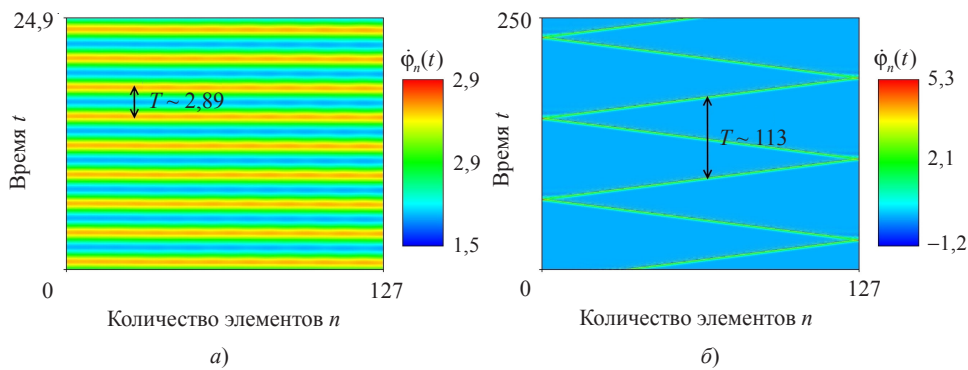 24,9
Время t
0
127
Количество элементов n
T ~ 2,89
φ̇ₙ(t)
2,9
2,9
1,5
а)
250
Время t
0
127
Количество элементов n
T ~ 113
φ̇ₙ(t)
5,3
2,1
−1,2
б)